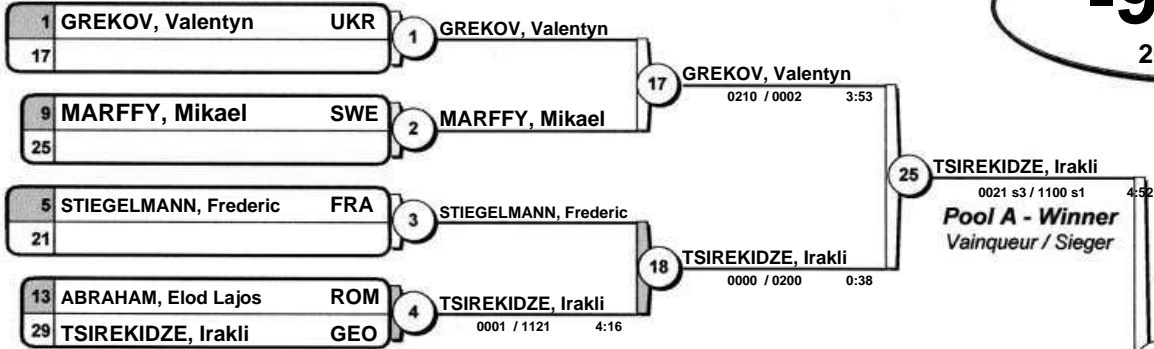 1 GREKOV, Valentyn UKR
17
1
GREKOV, Valentyn
9 MARFFY, Mikael SWE
25
2
MARFFY, Mikael
17
GREKOV, Valentyn
0210 / 0002 3:53
5 STIEGELMANN, Frederic FRA
21
3
STIEGELMANN, Frederic
13 ABRAHAM, Elod Lajos ROM
29 TSIREKIDZE, Irakli GEO
4
TSIREKIDZE, Irakli
0001 / 1121 4:16
18
TSIREKIDZE, Irakli
0000 / 0200 0:38
25
TSIREKIDZE, Irakli
0021 s3 / 1100 s1 4:52
Pool A - Winner
Vainqueur / Sieger
-9
2